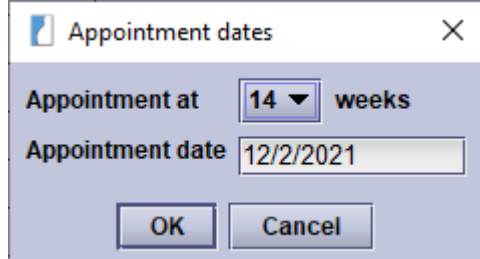 Appointment dates
Appointment at 14 weeks
Appointment date 12/2/2021
OK Cancel